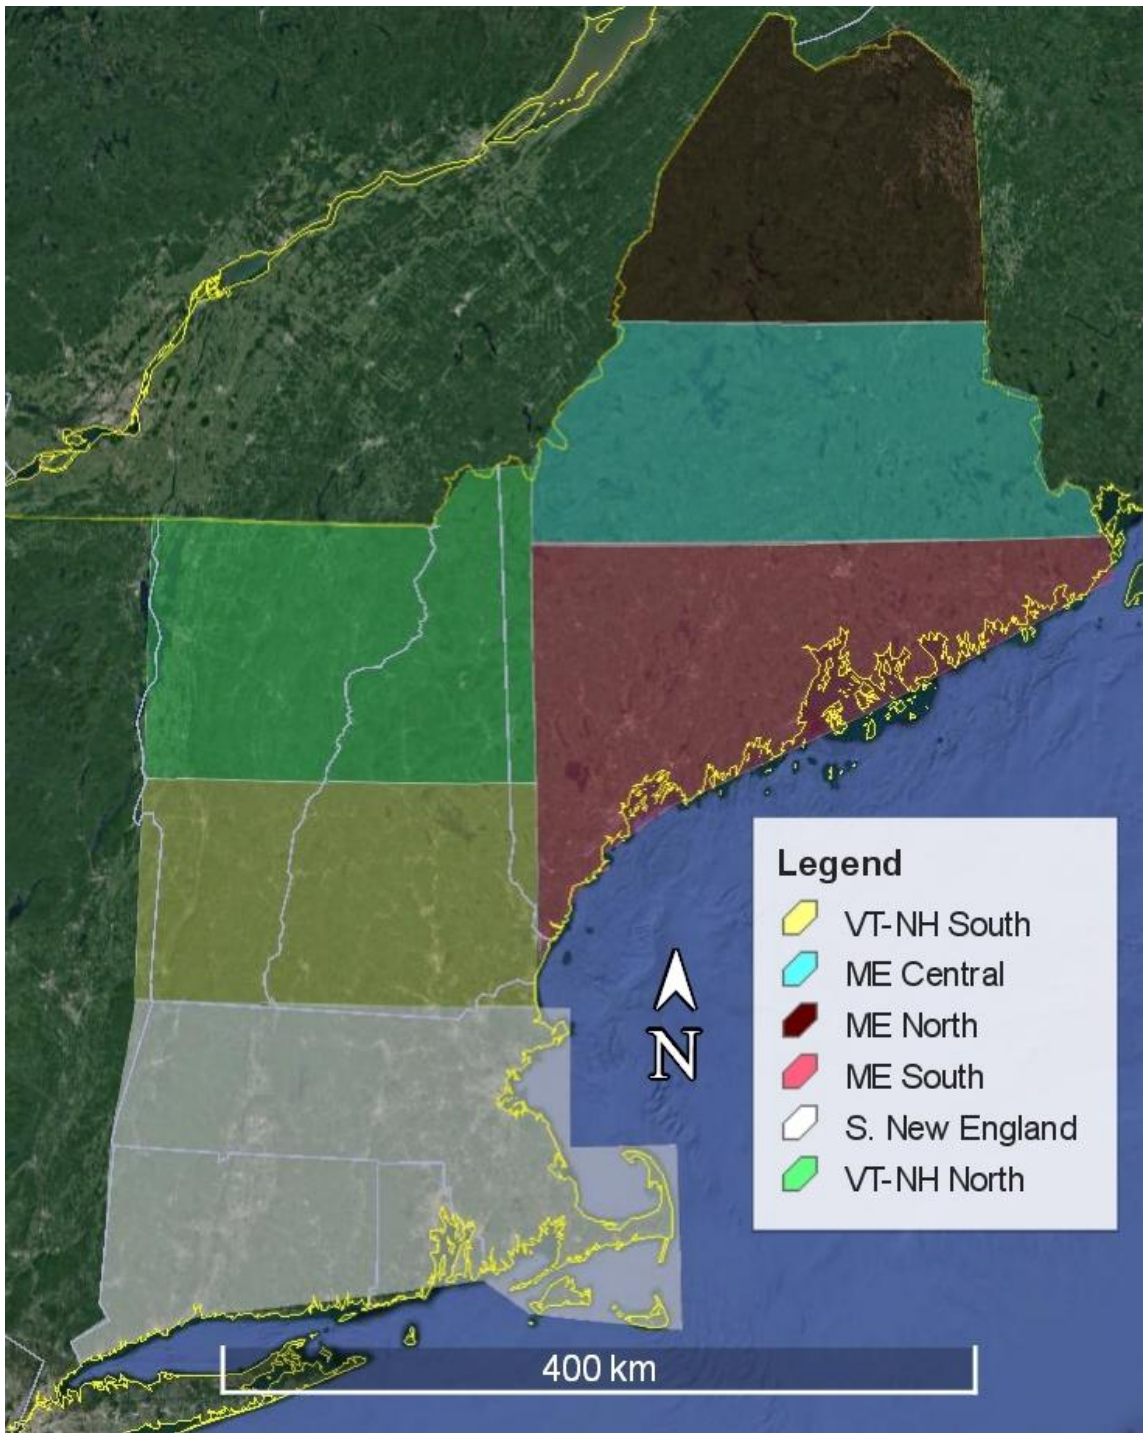 Legend
VT-NH South
ME Central
ME North
ME South
S. New England
VT-NH North
N
400 km